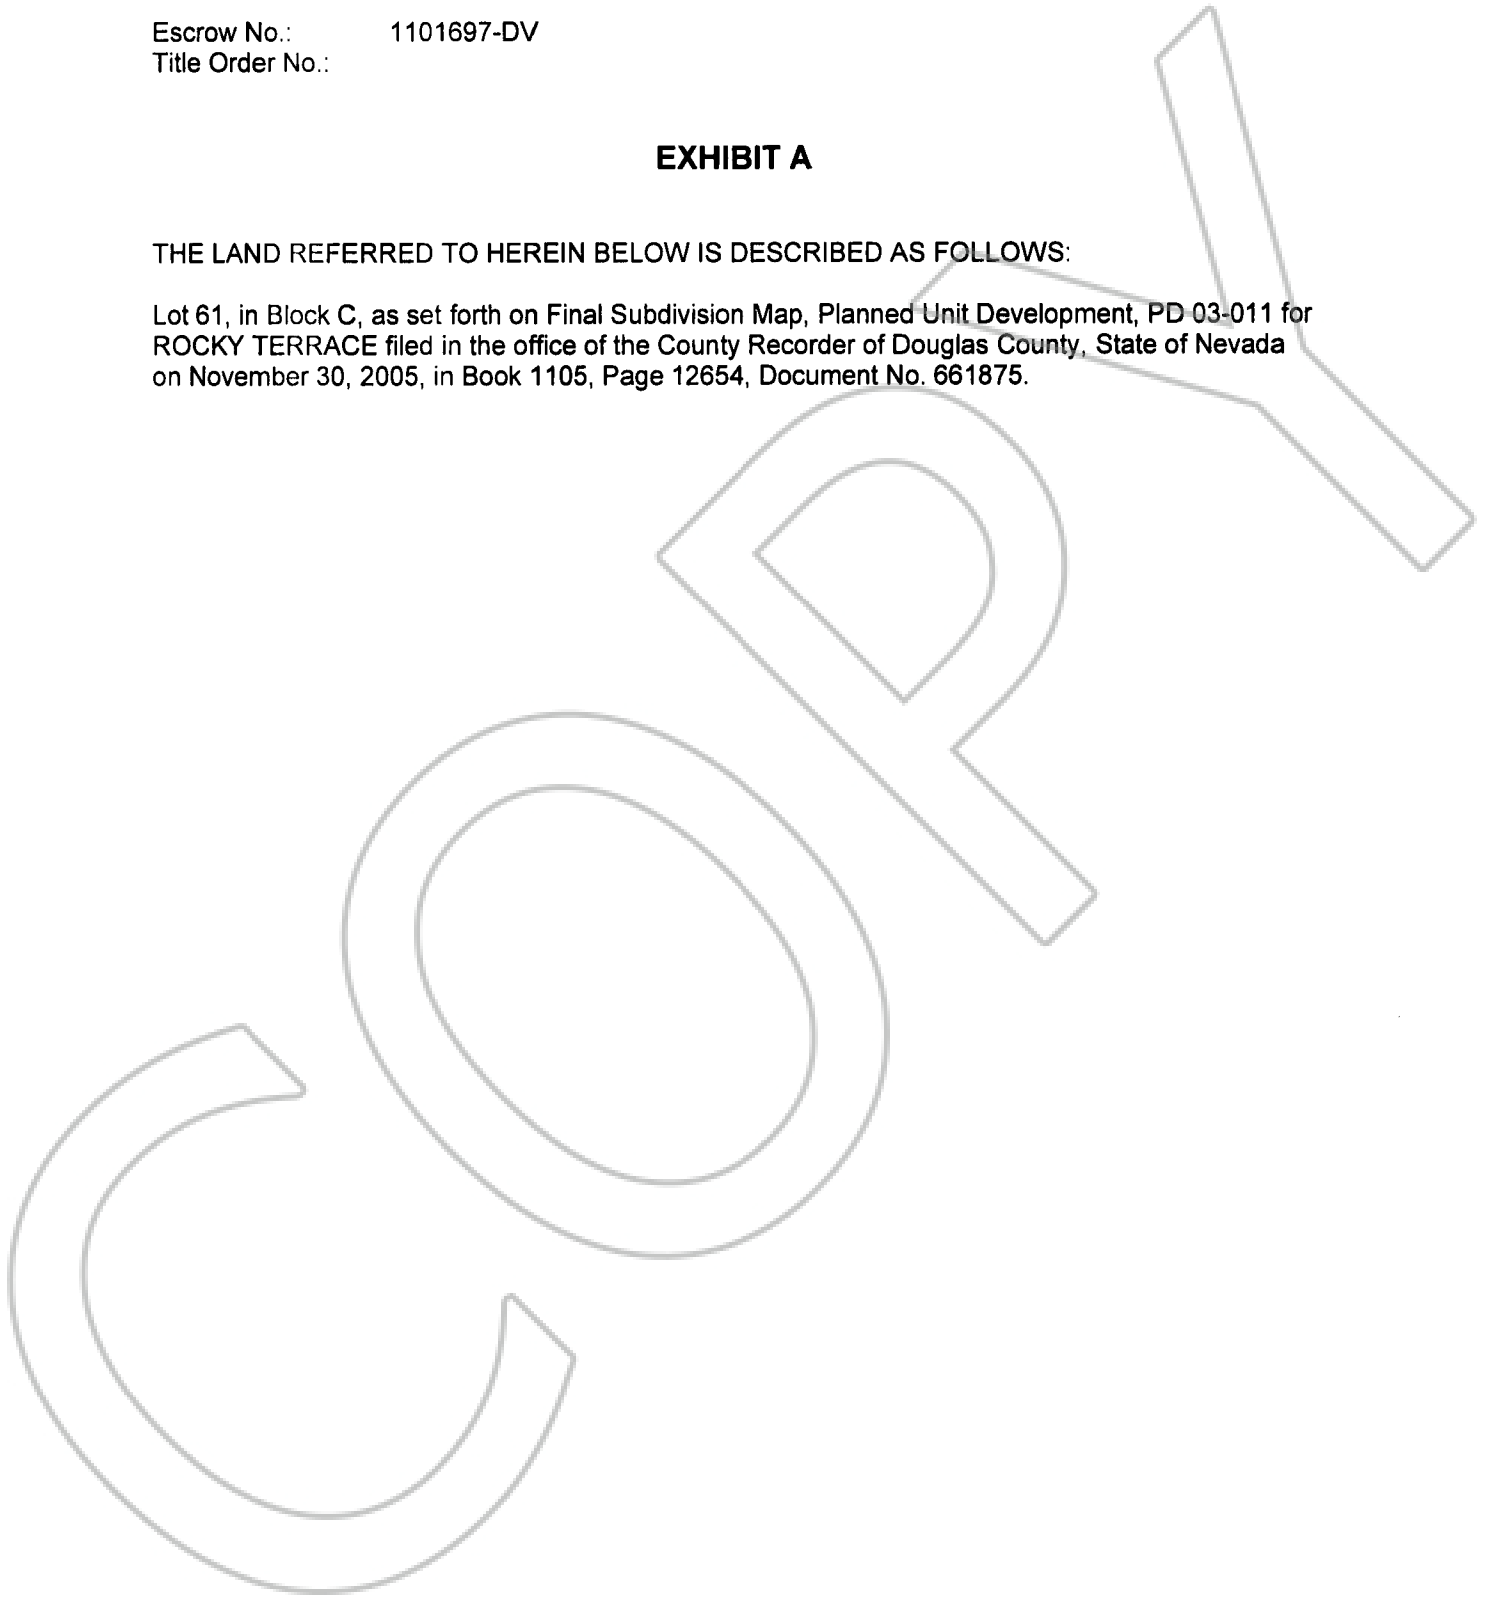 Escrow No.: 1101697-DV
Title Order No.:
EXHIBIT A
THE LAND REFERRED TO HEREIN BELOW IS DESCRIBED AS FOLLOWS:
Lot 61, in Block C, as set forth on Final Subdivision Map, Planned Unit Development, PD 03-011 for
ROCKY TERRACE filed in the office of the County Recorder of Douglas County, State of Nevada
on November 30, 2005, in Book 1105, Page 12654, Document No. 661875.
COPY